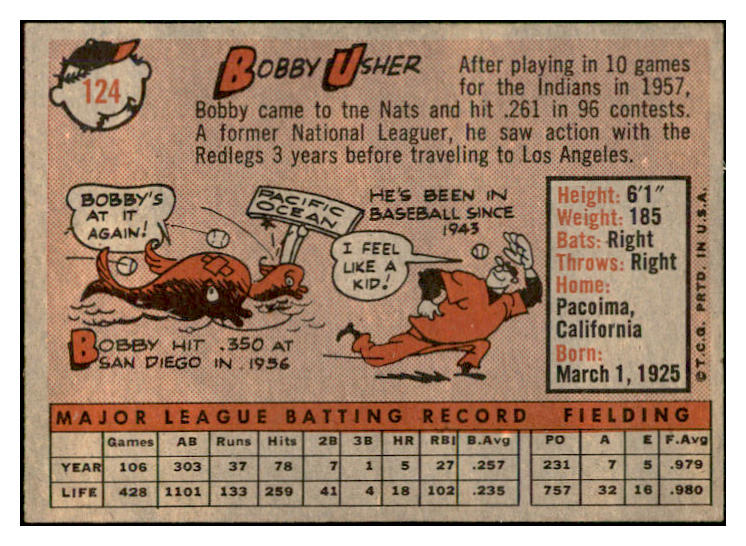 124
BOBBY USHER
After playing in 10 games
for the Indians in 1957,
Bobby came to tne Nats and hit .261 in 96 contests.
A former National Leaguer, he saw action with the
Redlegs 3 years before traveling to Los Angeles.
BOBBY'S
AT IT
AGAIN!
PACIFIC
OCEAN
BOBBY HIT .350 AT
SAN DIEGO IN .1956
HE'S BEEN IN
BASEBALL SINCE
1943
I FEEL
LIKE A
KID!
Height: 6'1"
Weight: 185
Bats: Right
Throws: Right
Home:
Pacoima,
California
Born:
March 1, 1925
© T.C.G. PRTD. IN U.S.A.
MAJOR LEAGUE BATTING RECORD FIELDING
Games AB Runs Hits 2B 3B HR RBI B.Avg PO A E F.Avg
YEAR 106 303 37 78 7 1 5 27 .257 231 7 5 .979
LIFE 428 1101 133 259 41 4 18 102 .235 757 32 16 .980